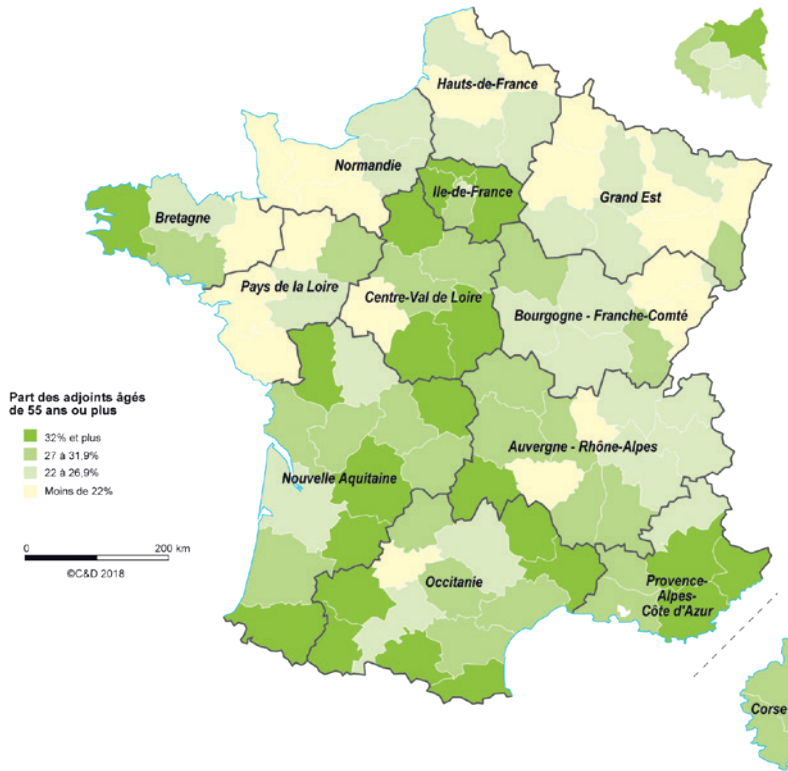 Hauts-de-France
Normandie
Ile-de-France
Grand Est
Bretagne
Pays de la Loire
Centre-Val de Loire
Bourgogne - Franche-Comté
Part des adjoints âgés
de 55 ans ou plus
32% et plus
27 à 31,9%
22 à 26,9%
Moins de 22%
Auvergne - Rhône-Alpes
Nouvelle Aquitaine
0 200 km
©C&D 2018
Occitanie
Provence-
Alpes-
Côte d'Azur
Corse